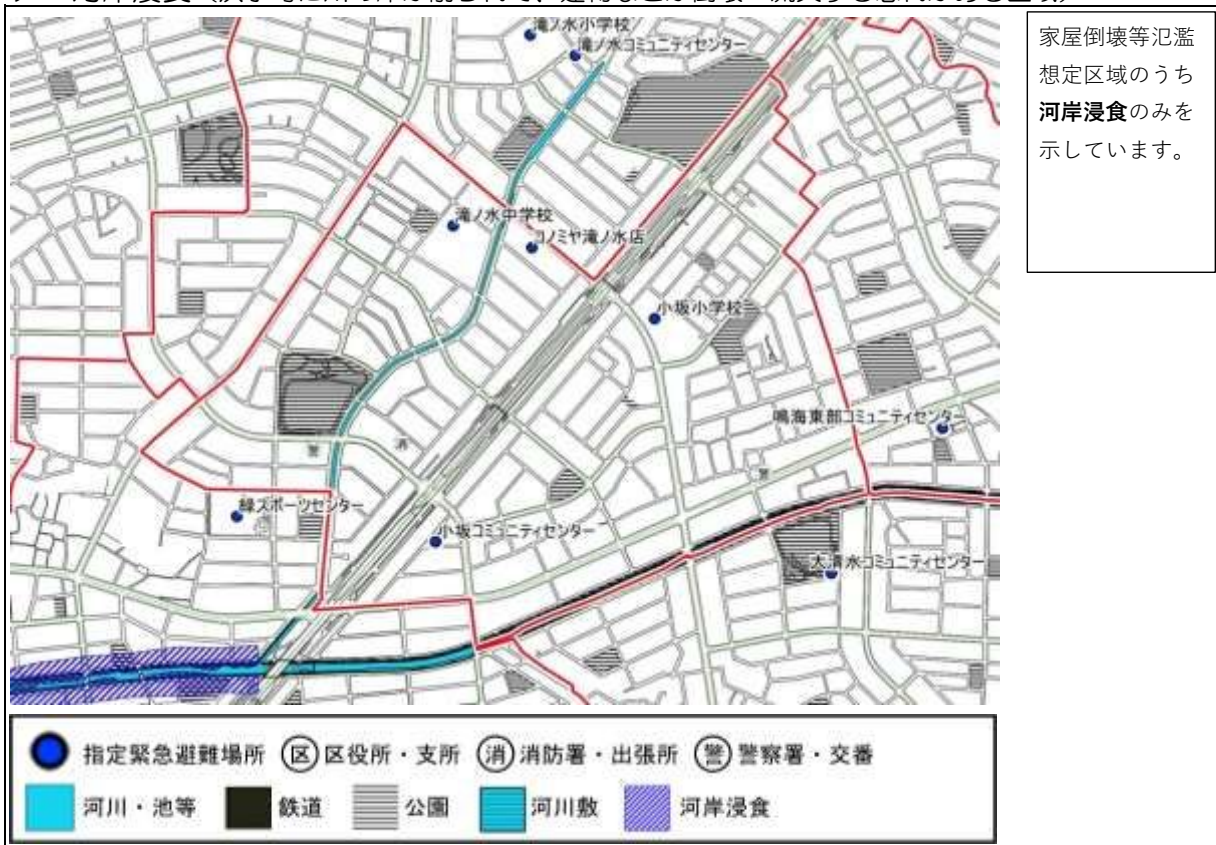 滝ノ水小学校
滝ノ水コミュニティセンター
滝ノ水中学校
コノミヤ滝ノ水店
小坂小学校
鳴海東部コミュニティセンター
警
消
警
緑スポーツセンター
小坂コミュニティセンター
大清水コミュニティセンター
家屋倒壊等氾濫
想定区域のうち
河岸浸食のみを
示しています。
指定緊急避難場所 区 区役所・支所 消 消防署・出張所 警 警察署・交番
河川・池等 鉄道 公園 河川敷 河岸浸食